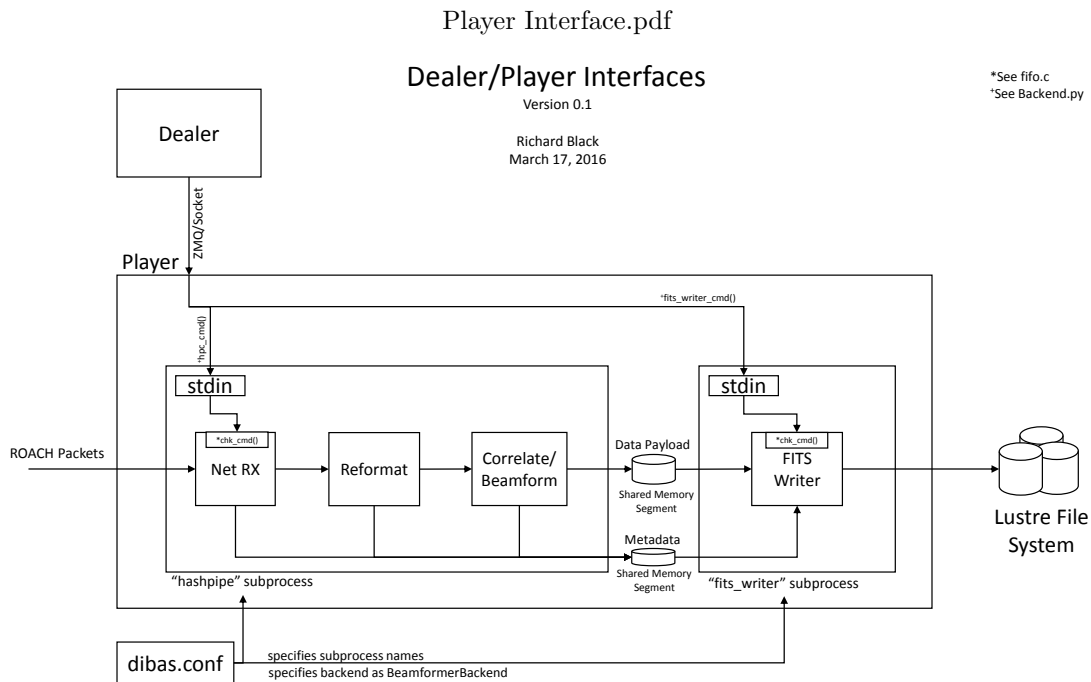 Player Interface.pdf
Dealer/Player Interfaces
Version 0.1
Richard Black
March 17, 2016
*See fifo.c
+See Backend.py
Dealer
ZMQ/Socket
Player
+hpc_cmd()
+fits_writer_cmd()
stdin
stdin
*chk_cmd()
*chk_cmd()
ROACH Packets
Net RX
Reformat
Correlate/
Beamform
Data Payload
Shared Memory
Segment
FITS
Writer
Metadata
Shared Memory
Segment
Lustre File
System
“hashpipe” subprocess
“fits_writer” subprocess
dibas.conf
specifies subprocess names
specifies backend as BeamformerBackend